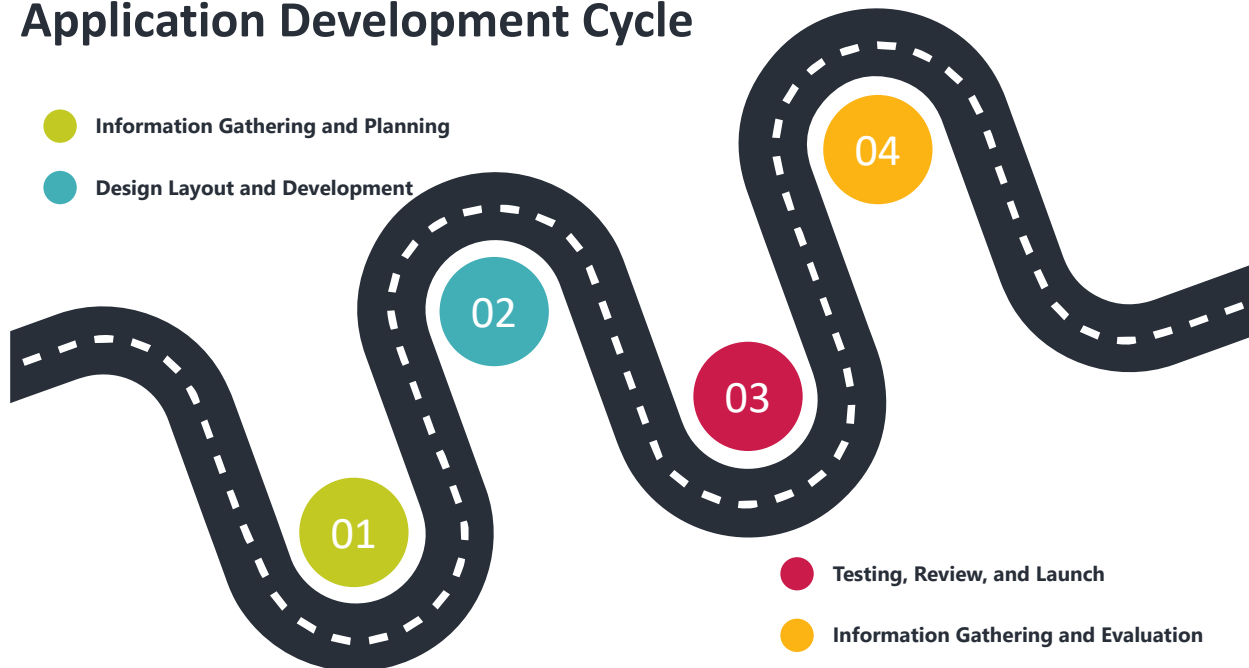 Application Development Cycle
Information Gathering and Planning
Design Layout and Development
04
02
03
01
Testing, Review, and Launch
Information Gathering and Evaluation